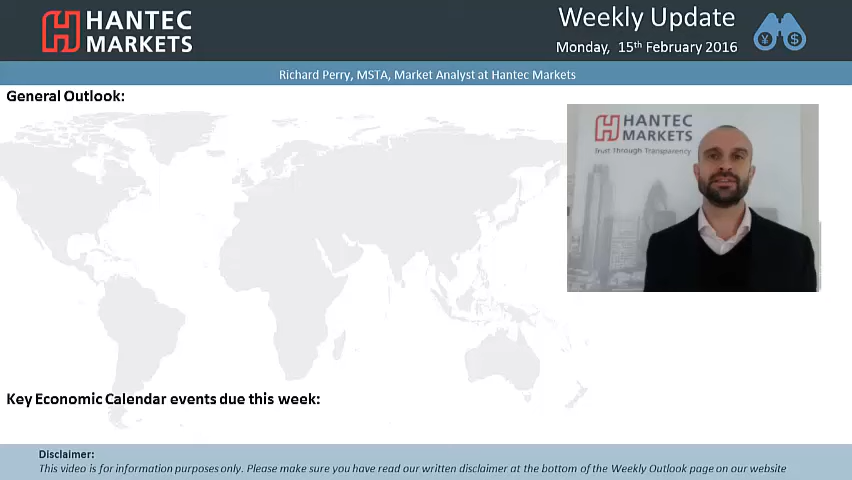 HANTEC
MARKETS
Weekly Update
Monday, 15th February 2016
Richard Perry, MSTA, Market Analyst at Hantec Markets
General Outlook:
HANTEC
MARKETS
Trust Through Transparency
Key Economic Calendar events due this week:
Disclaimer:
This video is for information purposes only. Please make sure you have read our written disclaimer at the bottom of the Weekly Outlook page on our website